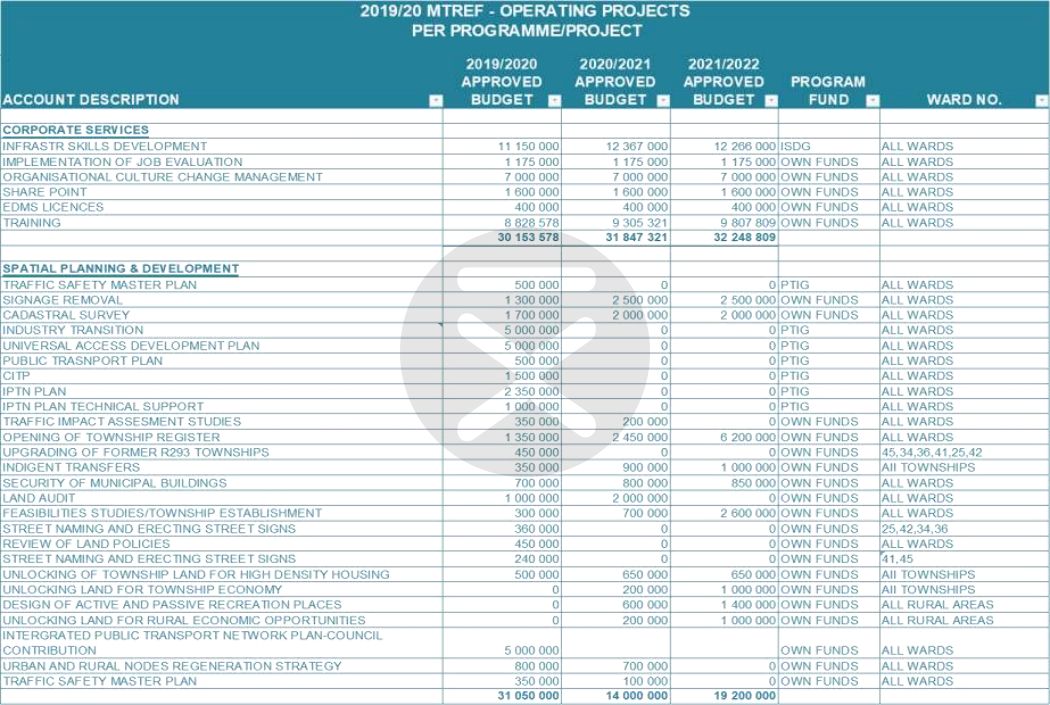 2019/20 MTREF - OPERATING PROJECTS
PER PROGRAMME/PROJECT
2019/2020 2020/2021 2021/2022
APPROVED APPROVED APPROVED PROGRAM
ACCOUNT DESCRIPTION BUDGET BUDGET BUDGET FUND WARD NO.
CORPORATE SERVICES
INFRASTR SKILLS DEVELOPMENT 11 150 000 12 367 000 12 266 000 ISDG ALL WARDS
IMPLEMENTATION OF JOB EVALUATION 1 175 000 1 175 000 1 175 000 OWN FUNDS ALL WARDS
ORGANISATIONAL CULTURE CHANGE MANAGEMENT 7 000 000 7 000 000 7 000 000 OWN FUNDS ALL WARDS
SHARE POINT 1 600 000 1 600 000 1 600 000 OWN FUNDS ALL WARDS
EDMS LICENCES 400 000 400 000 400 000 OWN FUNDS ALL WARDS
TRAINING 8 828 578 9 305 321 9 807 809 OWN FUNDS ALL WARDS
30 153 578 31 847 321 32 248 809
SPATIAL PLANNING & DEVELOPMENT
TRAFFIC SAFETY MASTER PLAN 500 000 0 0 PTIG ALL WARDS
SIGNAGE REMOVAL 1 300 000 2 500 000 2 500 000 OWN FUNDS ALL WARDS
CADASTRAL SURVEY 1 700 000 2 000 000 2 000 000 OWN FUNDS ALL WARDS
INDUSTRY TRANSITION 5 000 000 0 0 PTIG ALL WARDS
UNIVERSAL ACCESS DEVELOPMENT PLAN 5 000 000 0 0 PTIG ALL WARDS
PUBLIC TRASNPORT PLAN 500 000 0 0 PTIG ALL WARDS
CITP 1 500 000 0 0 PTIG ALL WARDS
IPTN PLAN 2 350 000 0 0 PTIG ALL WARDS
IPTN PLAN TECHNICAL SUPPORT 1 000 000 0 0 PTIG ALL WARDS
TRAFFIC IMPACT ASSESMENT STUDIES 350 000 200 000 0 OWN FUNDS ALL WARDS
OPENING OF TOWNSHIP REGISTER 1 350 000 2 450 000 6 200 000 OWN FUNDS ALL WARDS
UPGRADING OF FORMER R293 TOWNSHIPS 450 000 0 0 OWN FUNDS 45,34,36,41,25,42
INDIGENT TRANSFERS 350 000 900 000 1 000 000 OWN FUNDS All TOWNSHIPS
SECURITY OF MUNICIPAL BUILDINGS 700 000 800 000 850 000 OWN FUNDS ALL WARDS
LAND AUDIT 1 000 000 2 000 000 0 OWN FUNDS ALL WARDS
FEASIBILITIES STUDIES/TOWNSHIP ESTABLISHMENT 300 000 700 000 2 600 000 OWN FUNDS ALL WARDS
STREET NAMING AND ERECTING STREET SIGNS 360 000 0 0 OWN FUNDS 25,42,34,36
REVIEW OF LAND POLICIES 450 000 0 0 OWN FUNDS ALL WARDS
STREET NAMING AND ERECTING STREET SIGNS 240 000 0 0 OWN FUNDS 41,45
UNLOCKING OF TOWNSHIP LAND FOR HIGH DENSITY HOUSING 500 000 650 000 650 000 OWN FUNDS All TOWNSHIPS
UNLOCKING LAND FOR TOWNSHIP ECONOMY 0 200 000 1 000 000 OWN FUNDS All TOWNSHIPS
DESIGN OF ACTIVE AND PASSIVE RECREATION PLACES 0 600 000 1 400 000 OWN FUNDS ALL RURAL AREAS
UNLOCKING LAND FOR RURAL ECONOMIC OPPORTUNITIES 0 200 000 1 000 000 OWN FUNDS ALL RURAL AREAS
INTERGRATED PUBLIC TRANSPORT NETWORK PLAN-COUNCIL
CONTRIBUTION 5 000 000 OWN FUNDS ALL WARDS
URBAN AND RURAL NODES REGENERATION STRATEGY 800 000 700 000 0 OWN FUNDS ALL WARDS
TRAFFIC SAFETY MASTER PLAN 350 000 100 000 0 OWN FUNDS ALL WARDS
31 050 000 14 000 000 19 200 000